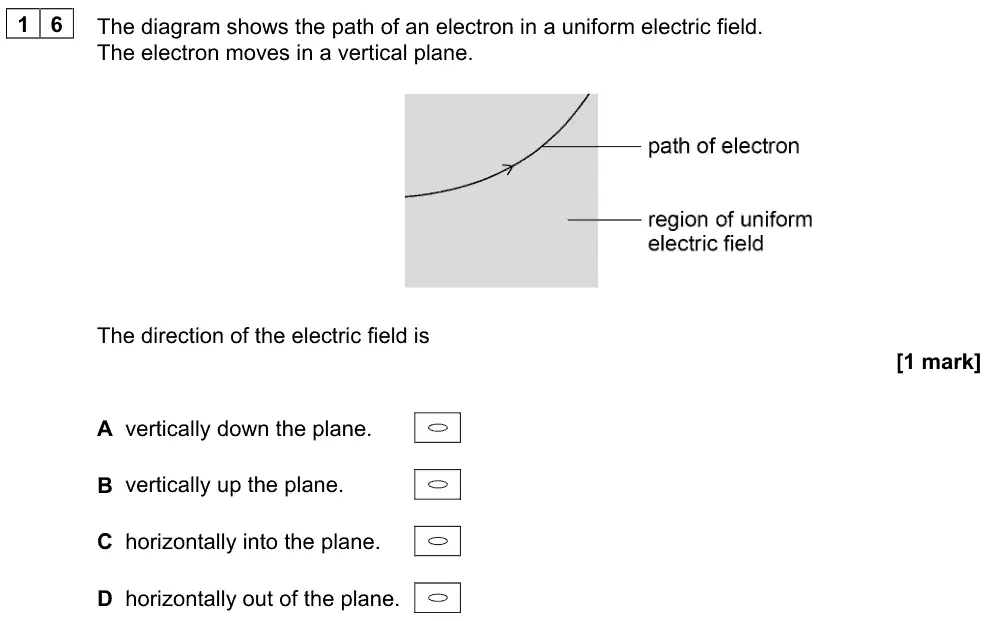 1 6 The diagram shows the path of an electron in a uniform electric field.
The electron moves in a vertical plane.
path of electron
region of uniform
electric field
The direction of the electric field is
[1 mark]
A vertically down the plane.
B vertically up the plane.
C horizontally into the plane.
D horizontally out of the plane.